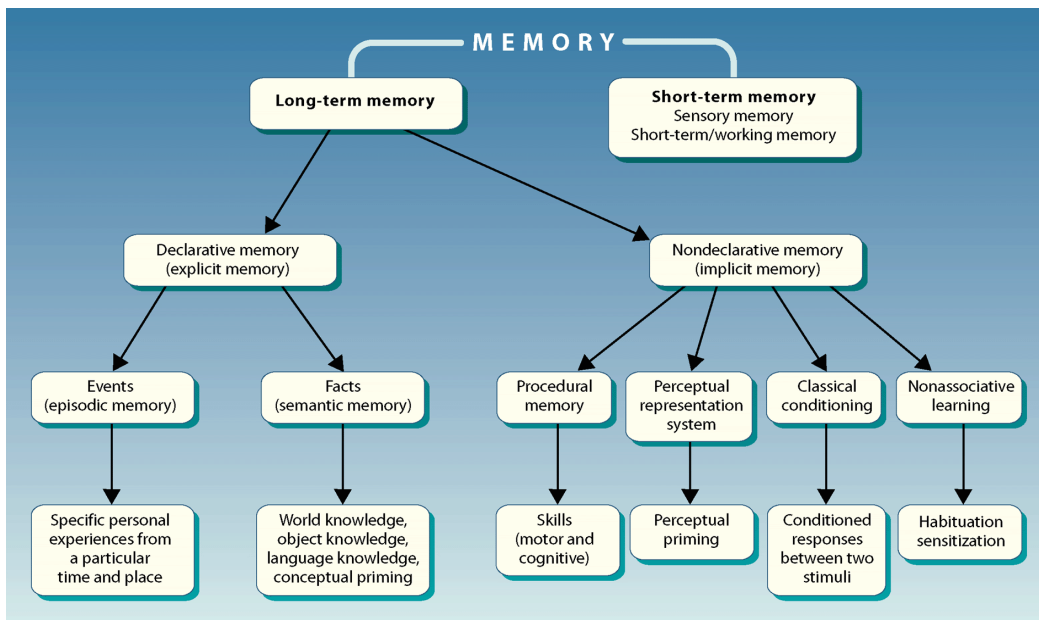 MEMORY
Long-term memory
Short-term memory
Sensory memory
Short-term/working memory
Declarative memory
(explicit memory)
Nondeclarative memory
(implicit memory)
Events
(episodic memory)
Facts
(semantic memory)
Procedural
memory
Perceptual
representation
system
Classical
conditioning
Nonassociative
learning
Specific personal
experiences from
a particular
time and place
World knowledge,
object knowledge,
language knowledge,
conceptual priming
Skills
(motor and
cognitive)
Perceptual
priming
Conditioned
responses
between two
stimuli
Habituation
sensitization